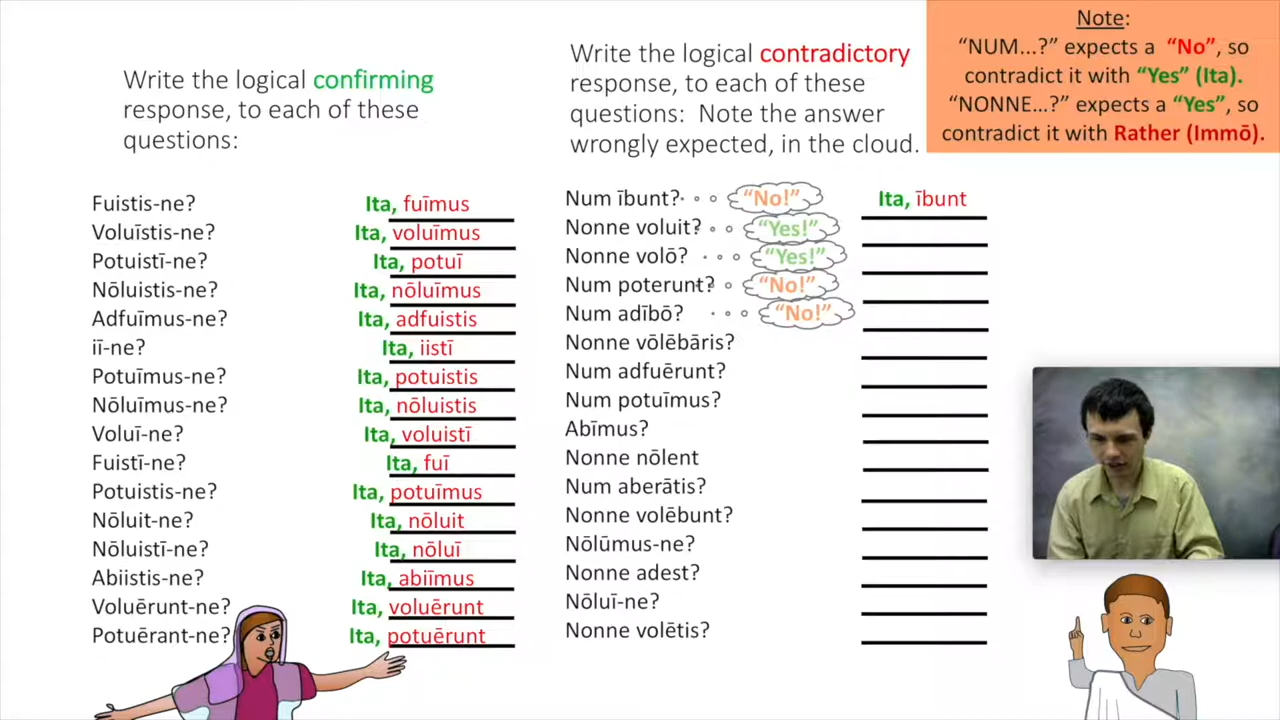 Write the logical confirming
response, to each of these
questions:
Fuistis-ne? Ita, fuīmus
Voluīstis-ne? Ita, voluīmus
Potuistī-ne? Ita, potuī
Nōluistis-ne? Ita, nōluīmus
Adfuīmus-ne? Ita, adfuistis
iī-ne? Ita, iistī
Potuīmus-ne? Ita, potuistis
Nōluīmus-ne? Ita, nōluistis
Voluī-ne? Ita, voluistī
Fuistī-ne? Ita, fuī
Potuistis-ne? Ita, potuīmus
Nōluit-ne? Ita, nōluit
Nōluistī-ne? Ita, nōluī
Abiistis-ne? Ita, abiīmus
Voluērunt-ne? Ita, voluērunt
Potuērant-ne? Ita, potuērunt
Write the logical contradictory
response, to each of these
questions: Note the answer
wrongly expected, in the cloud.
Num ībunt? "No!" Ita, ībunt
Nonne voluit? "Yes!"
Nonne volō? "Yes!"
Num poterunt? "No!"
Num adībō? "No!"
Nonne vōlēbāris?
Num adfuērunt?
Num potuīmus?
Abīmus?
Nonne nōlent
Num aberātis?
Nonne volēbunt?
Nōlūmus-ne?
Nonne adest?
Nōluī-ne?
Nonne volētis?
Note:
“NUM...?” expects a “No”, so
contradict it with “Yes” (Ita).
“NONNE...?” expects a “Yes”, so
contradict it with Rather (Immō).